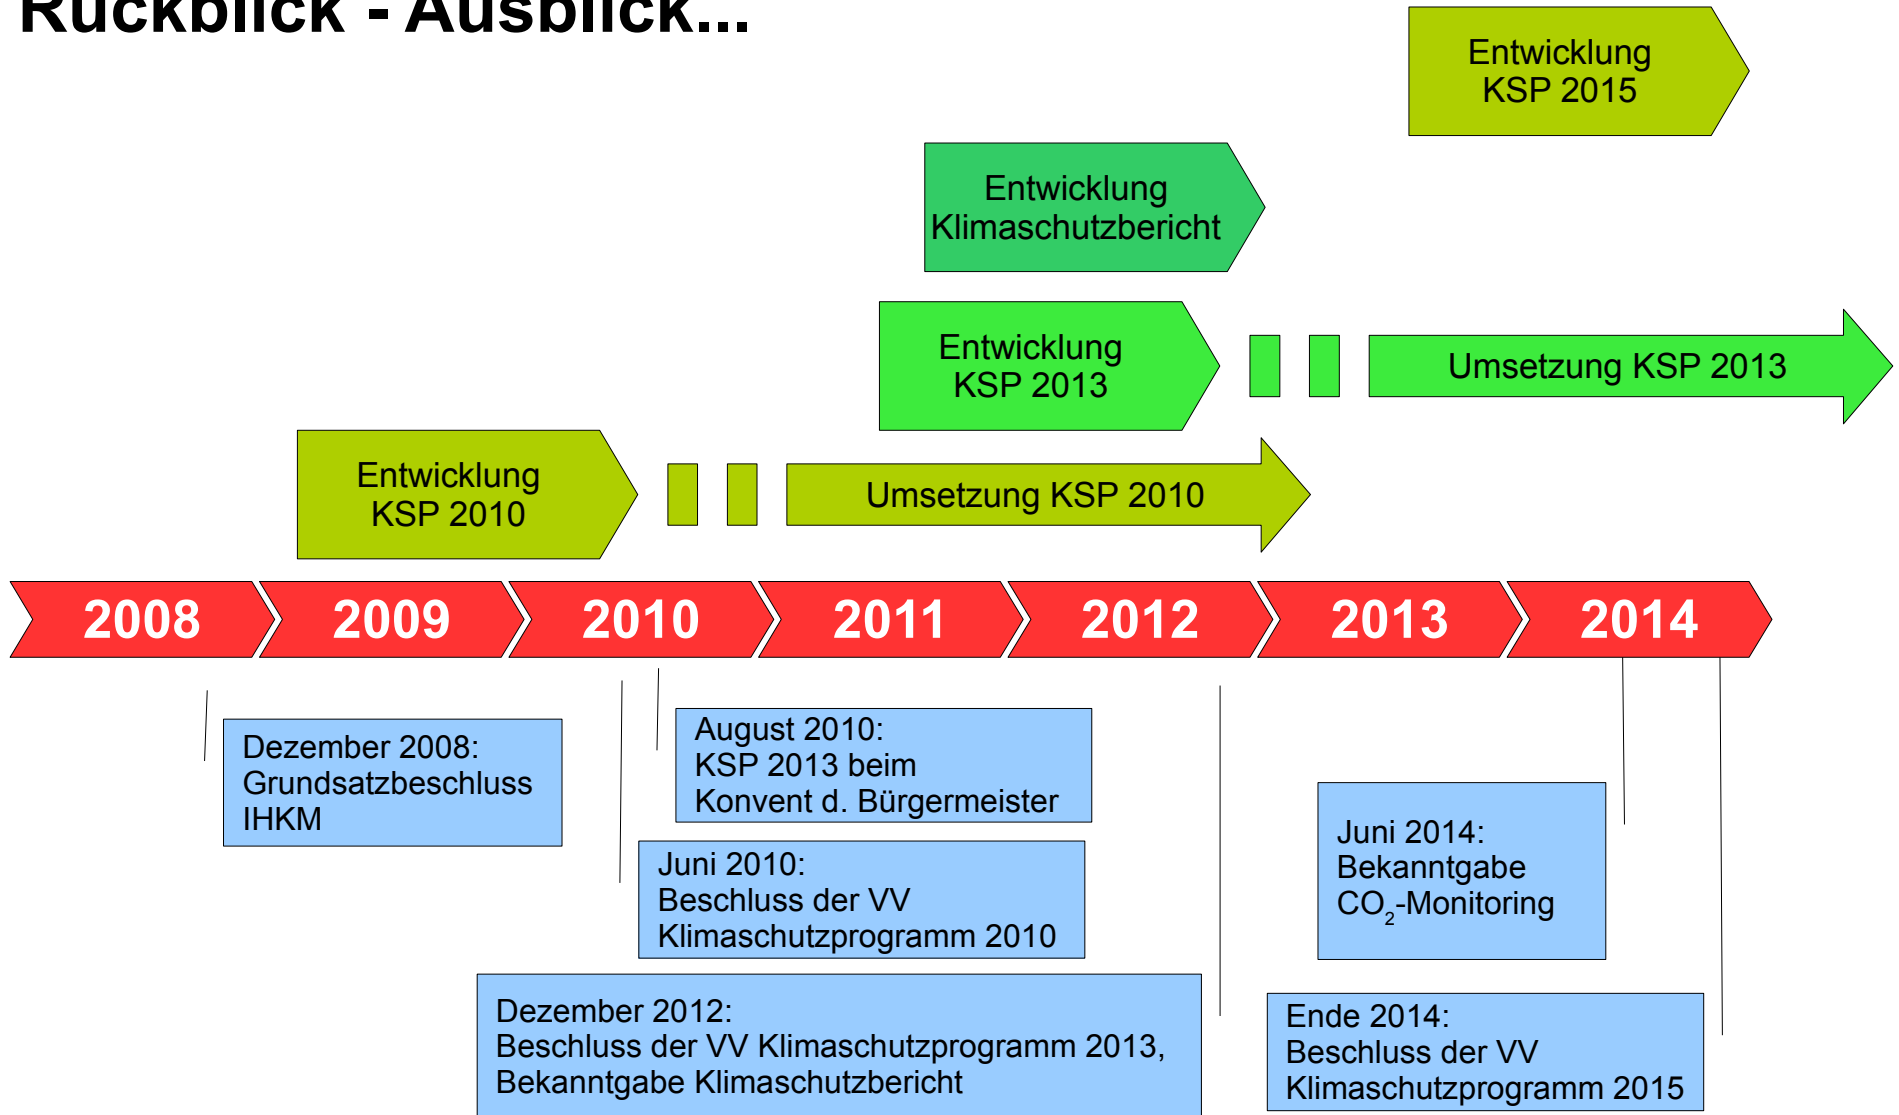 Rückblick - Ausblick...
Entwicklung
KSP 2015
Entwicklung
Klimaschutzbericht
Entwicklung
KSP 2013
Umsetzung KSP 2013
Entwicklung
KSP 2010
Umsetzung KSP 2010
2008 2009 2010 2011 2012 2013 2014
Dezember 2008:
Grundsatzbeschluss
IHKM
August 2010:
KSP 2013 beim
Konvent d. Bürgermeister
Juni 2010:
Beschluss der VV
Klimaschutzprogramm 2010
Juni 2014:
Bekanntgabe
CO₂-Monitoring
Dezember 2012:
Beschluss der VV Klimaschutzprogramm 2013,
Bekanntgabe Klimaschutzbericht
Ende 2014:
Beschluss der VV
Klimaschutzprogramm 2015